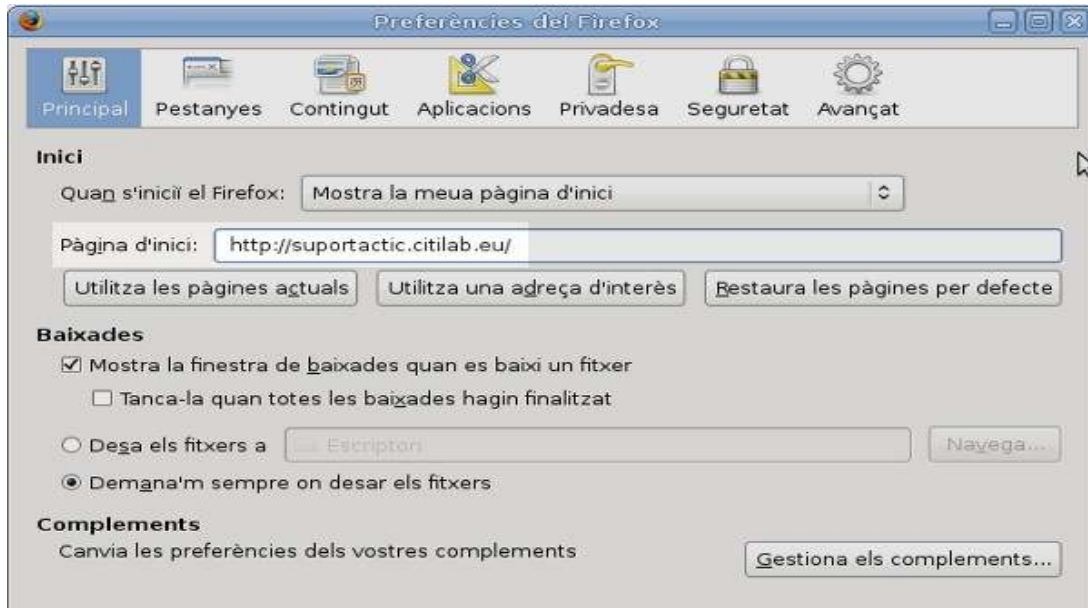 Preferències del Firefox
Principal Pestanyes Contingut Aplicacions Privadesa Seguretat Avançat
Inici
Quan s'iniciï el Firefox: Mostra la meua pàgina d'inici
Pàgina d'inici: http://suportactic.citilab.eu/
Utilitza les pàgines actuals Utilitza una adreça d'interès Restaura les pàgines per defecte
Baixades
Mostra la finestra de baixades quan es baixi un fitxer
Tanca-la quan totes les baixades hagin finalitzat
Desa els fitxers a Escriptori Navega...
Demana'm sempre on desar els fitxers
Complements
Canvia les preferències dels vostres complements Gestiona els complements...